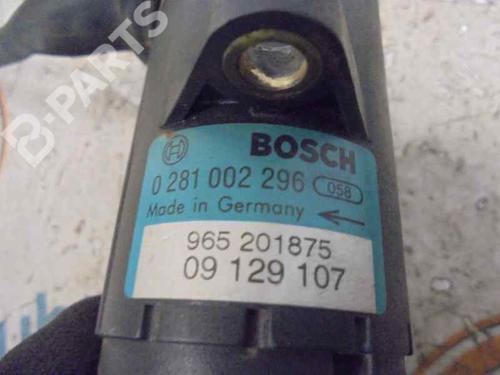 B-PARTS
BOSCH
0 281 002 296 058
Made in Germany
965 201875
09 129 107